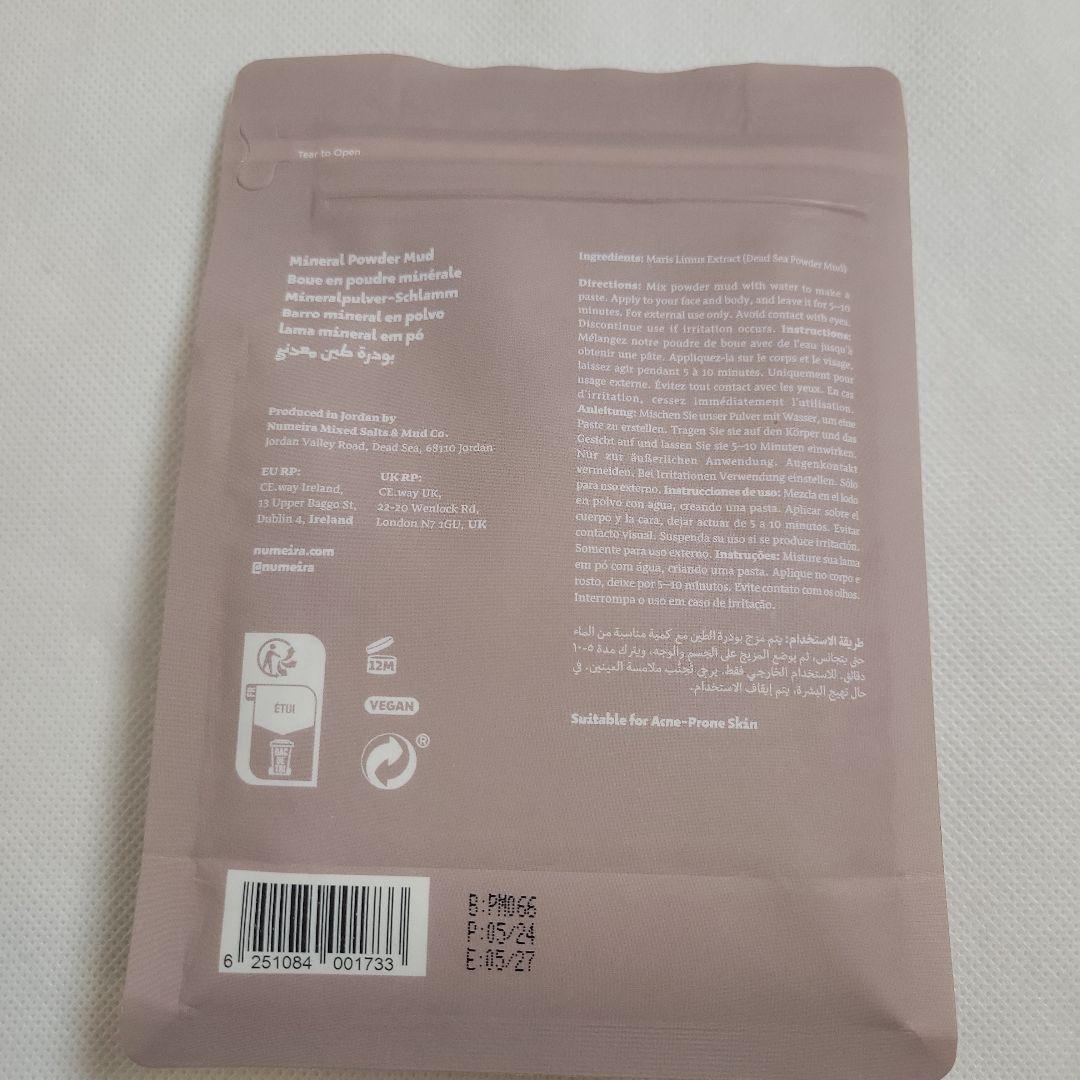 Tear to Open
Mineral Powder Mud
Boue en poudre minérale
Mineralpulver-Schlamm
Barro mineral en polvo
lama mineral em pó
بودرة طين معدني
Produced in Jordan by
Numeira Mixed Salts & Mud Co.
Jordan Valley Road, Dead Sea, 68110 Jordan
EU RP:
CE.way Ireland,
13 Upper Baggo St,
Dublin 4, Ireland
UK RP:
CE.way UK,
22-20 Wenlock Rd,
London N7 1GU, UK
numeira.com
@numeira
FR
ÉTUI
BAC
DE
TRI
12M
VEGAN
®
Ingredients: Maris Limus Extract (Dead Sea Powder Mud)
Directions: Mix powder mud with water to make a
paste. Apply to your face and body, and leave it for 5–10
minutes. For external use only. Avoid contact with eyes.
Discontinue use if irritation occurs. Instructions:
Mélangez notre poudre de boue avec de l'eau jusqu'à
obtenir une pâte. Appliquez-la sur le corps et le visage,
laissez agir pendant 5 à 10 minutes. Uniquement pour
usage externe. Évitez tout contact avec les yeux. En cas
d'irritation, cessez immédiatement l'utilisation.
Anleitung: Mischen Sie unser Pulver mit Wasser, um eine
Paste zu erstellen. Tragen Sie sie auf den Körper und das
Gesicht auf und lassen Sie sie 5–10 Minuten einwirken.
Nur zur äußerlichen Anwendung. Augenkontakt
vermeiden. Bei Irritationen Verwendung einstellen. Sólo
para uso externo. Instrucciones de uso: Mezcla en el lodo
en polvo con agua, creando una pasta. Aplicar sobre el
cuerpo y la cara, dejar actuar de 5 a 10 minutos. Evitar
contacto visual. Suspenda su uso si se produce irritación.
Somente para uso externo. Instruções: Misture sua lama
em pó com água, criando uma pasta. Aplique no corpo e
rosto, deixe por 5–10 minutos. Evite contato com os olhos.
Interrompa o uso em caso de irritação.
طريقة الاستخدام: يتم مزج بودرة الطين مع كمية مناسبة من الماء
حتى يتجانس، ثم يوضع المزيج على الجسم والوجه، ويترك مدة ٥-١٠
دقائق. للاستخدام الخارجي فقط. يرجى تجنُّب ملامسة العينين. في
حال تهيج البشرة، يتم إيقاف الاستخدام.
Suitable for Acne-Prone Skin
6 251084 001733
B:PM066
P:05/24
E:05/27